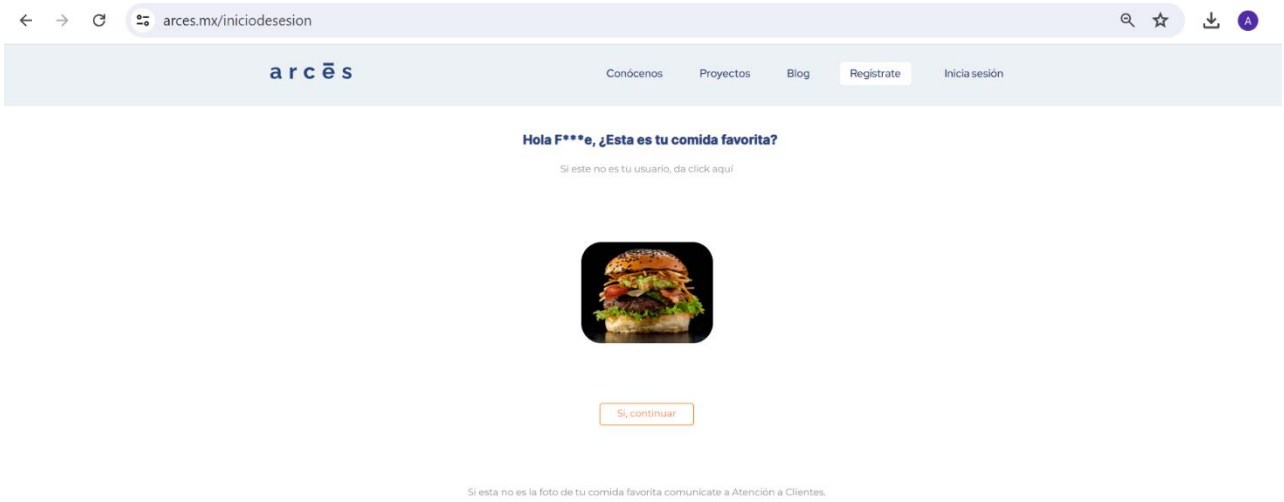 arces.mx/iniciodesesion
A
arcēs
Conócenos Proyectos Blog Regístrate Inicia sesión
Hola F***e, ¿Esta es tu comida favorita?
Si este no es tu usuario, da click aquí
Si, continuar
Si esta no es la foto de tu comida favorita comunícate a Atención a Clientes.